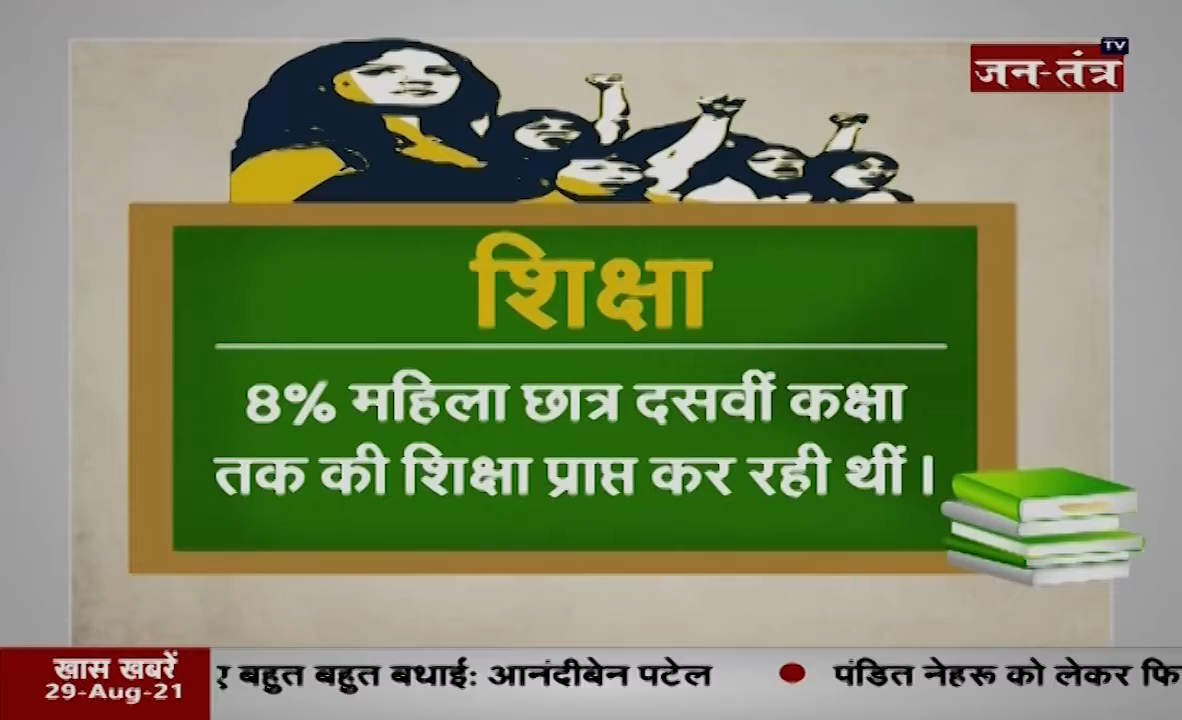 TV
जन-तंत्र
शिक्षा
8% महिला छात्र दसवीं कक्षा
तक की शिक्षा प्राप्त कर रही थीं।
खास खबरें
29-Aug-21
बहुत बहुत बधाई: आनंदीबेन पटेल ● पंडित नेहरू को लेकर